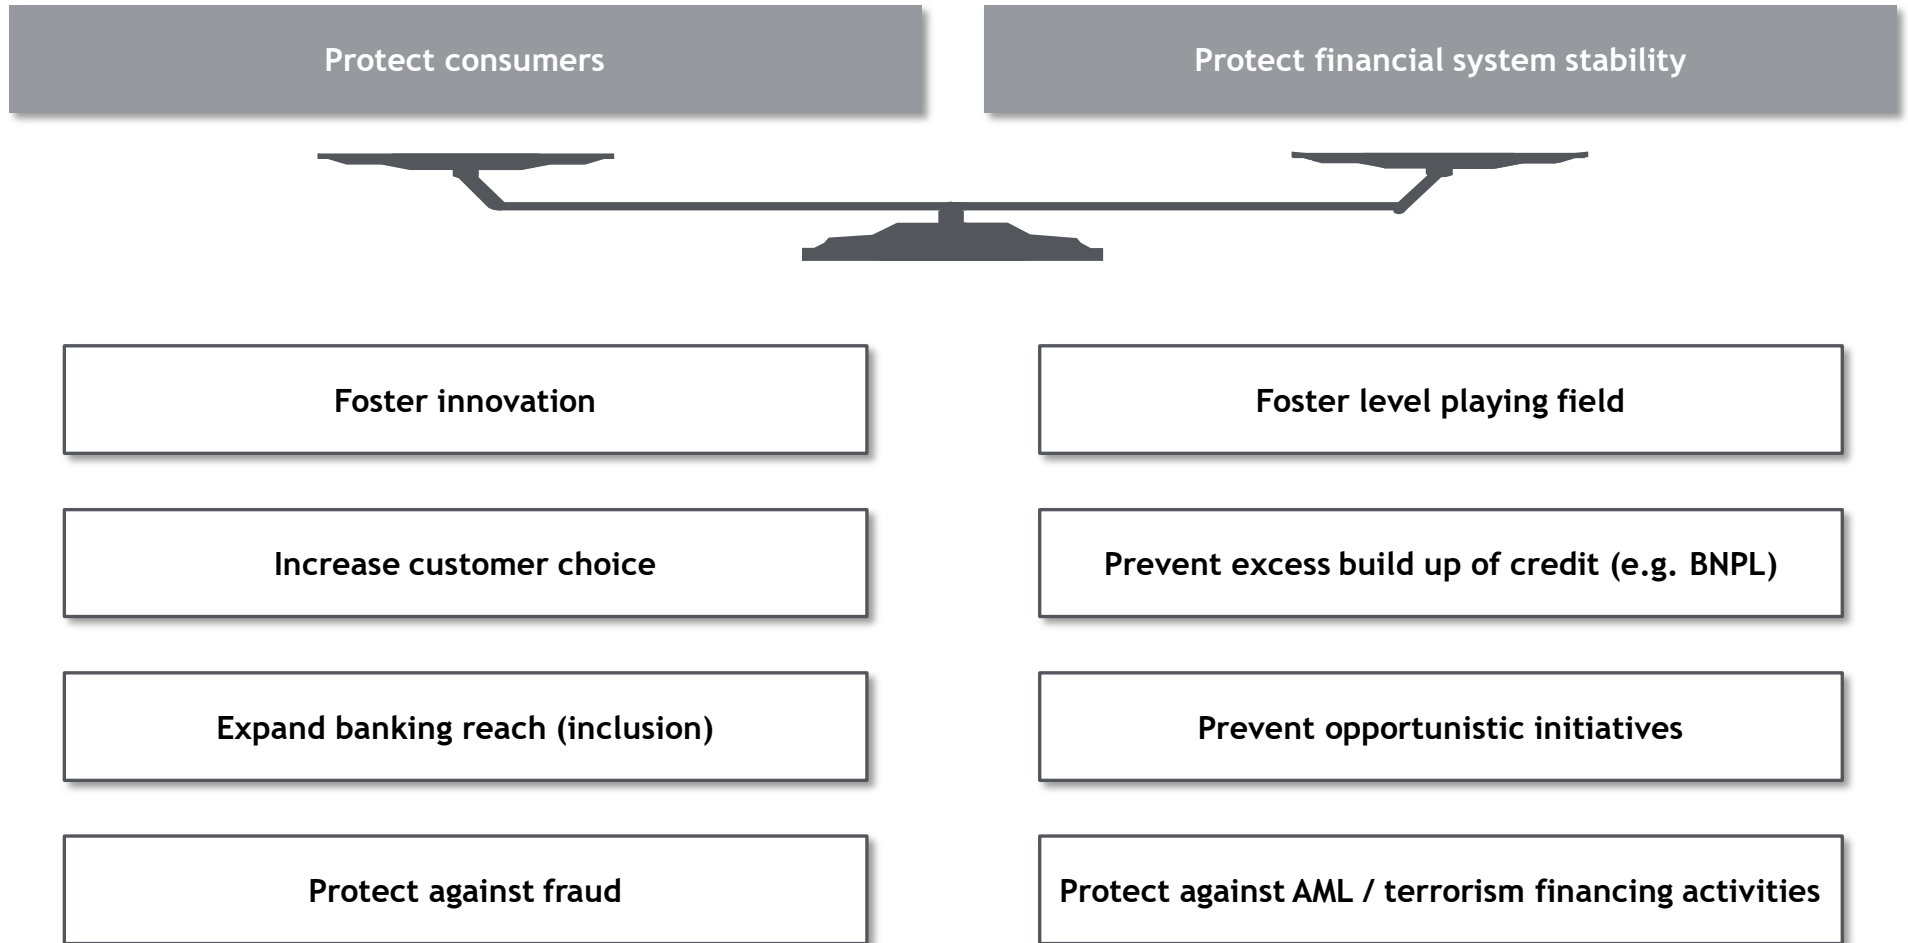 Protect consumers
Protect financial system stability
Foster innovation
Foster level playing field
Increase customer choice
Prevent excess build up of credit (e.g. BNPL)
Expand banking reach (inclusion)
Prevent opportunistic initiatives
Protect against fraud
Protect against AML / terrorism financing activities